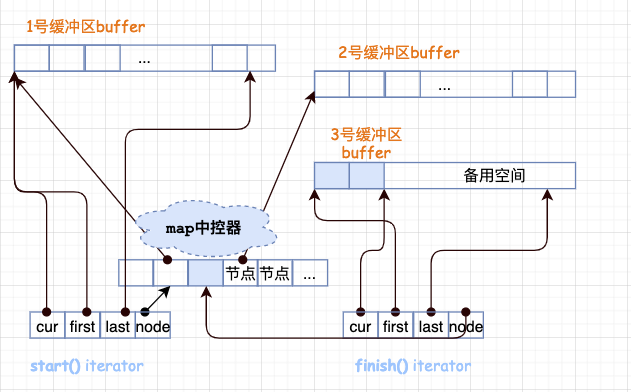 1号缓冲区buffer
...
2号缓冲区buffer
...
3号缓冲区
buffer
备用空间
map中控器
节点 节点 ...
cur first last node
cur first last node
start() iterator
finish() iterator